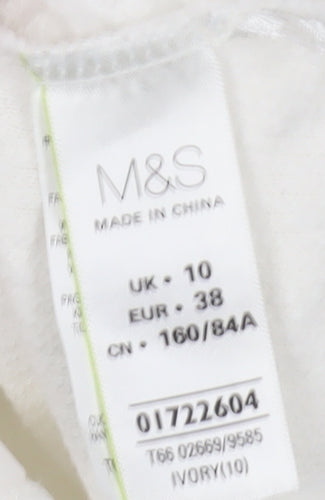 M&S
MADE IN CHINA
UK • 10
EUR • 38
CN • 160/84A
01722604
T66 02669/9585
IVORY(10)